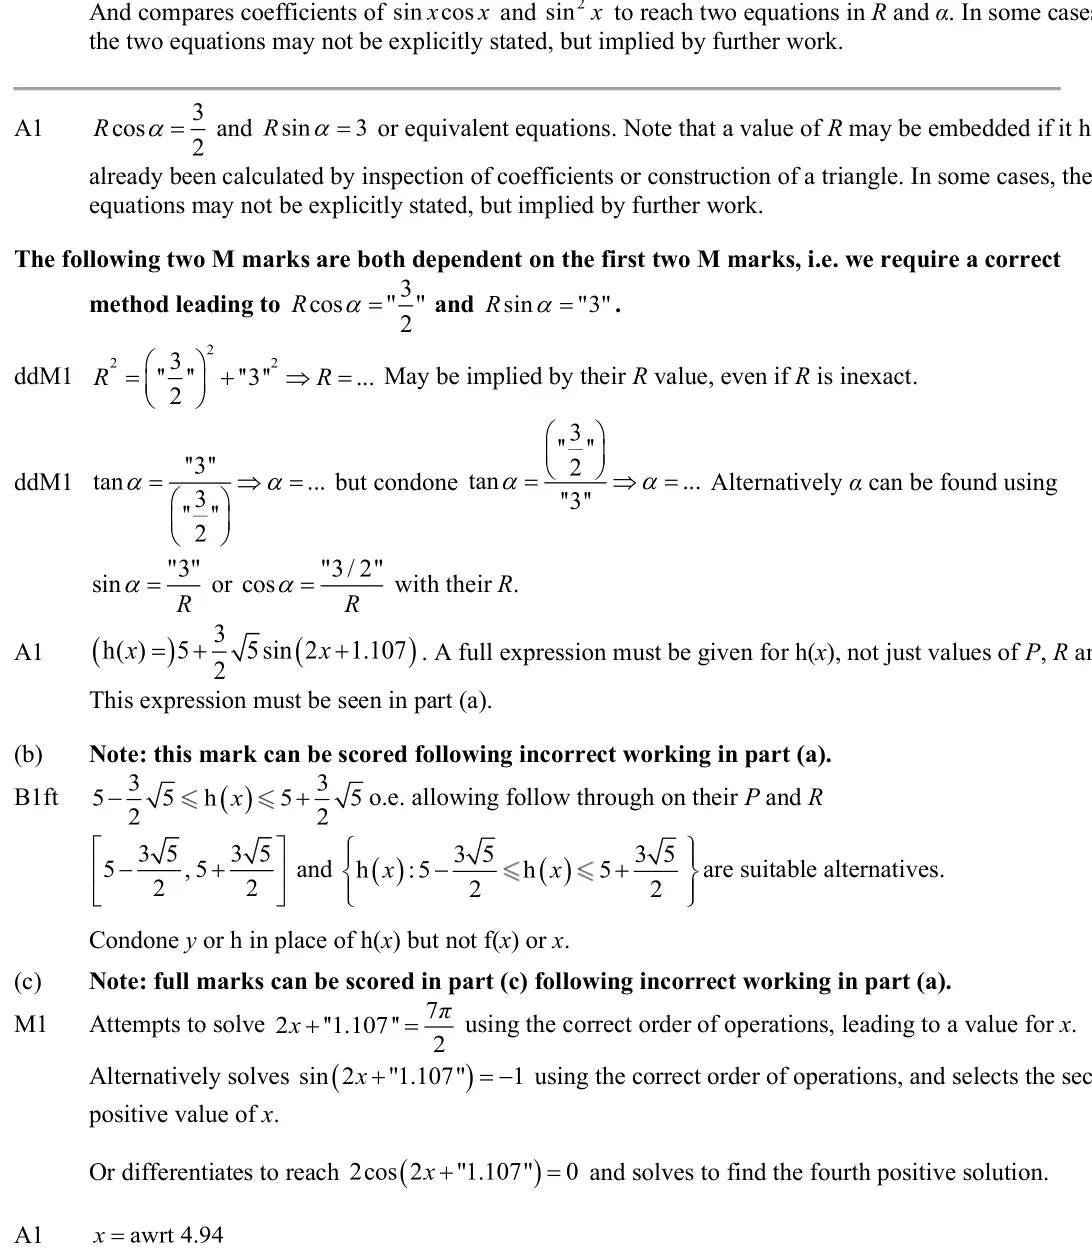 And compares coefficients of sin x cos x and sin² x to reach two equations in R and α. In some cases
the two equations may not be explicitly stated, but implied by further work.
A1 R cos α = 3/2 and R sin α = 3 or equivalent equations. Note that a value of R may be embedded if it h
already been calculated by inspection of coefficients or construction of a triangle. In some cases, the
equations may not be explicitly stated, but implied by further work.
The following two M marks are both dependent on the first two M marks, i.e. we require a correct
method leading to R cos α = "3/2" and R sin α = "3".
ddM1 R² = ("3/2")² + "3"² ⇒ R = ... May be implied by their R value, even if R is inexact.
ddM1 tan α = "3"/("3/2") ⇒ α = ... but condone tan α = ("3/2")/"3" ⇒ α = ... Alternatively α can be found using
sin α = "3"/R or cos α = "3/2"/R with their R.
A1 (h(x) =)5 + 3/2 √5 sin(2x + 1.107). A full expression must be given for h(x), not just values of P, R
This expression must be seen in part (a).
(b) Note: this mark can be scored following incorrect working in part (a).
B1ft 5 − 3/2 √5 ⩽ h(x) ⩽ 5 + 3/2 √5 o.e. allowing follow through on their P and R
[5 − 3√5/2, 5 + 3√5/2] and {h(x): 5 − 3√5/2 ⩽ h(x) ⩽ 5 + 3√5/2} are suitable alternatives.
Condone y or h in place of h(x) but not f(x) or x.
(c) Note: full marks can be scored in part (c) following incorrect working in part (a).
M1 Attempts to solve 2x + "1.107" = 7π/2 using the correct order of operations, leading to a value for x.
Alternatively solves sin(2x + "1.107") = −1 using the correct order of operations, and selects the sec
positive value of x.
Or differentiates to reach 2cos(2x + "1.107") = 0 and solves to find the fourth positive solution.
A1 x = awrt 4.94